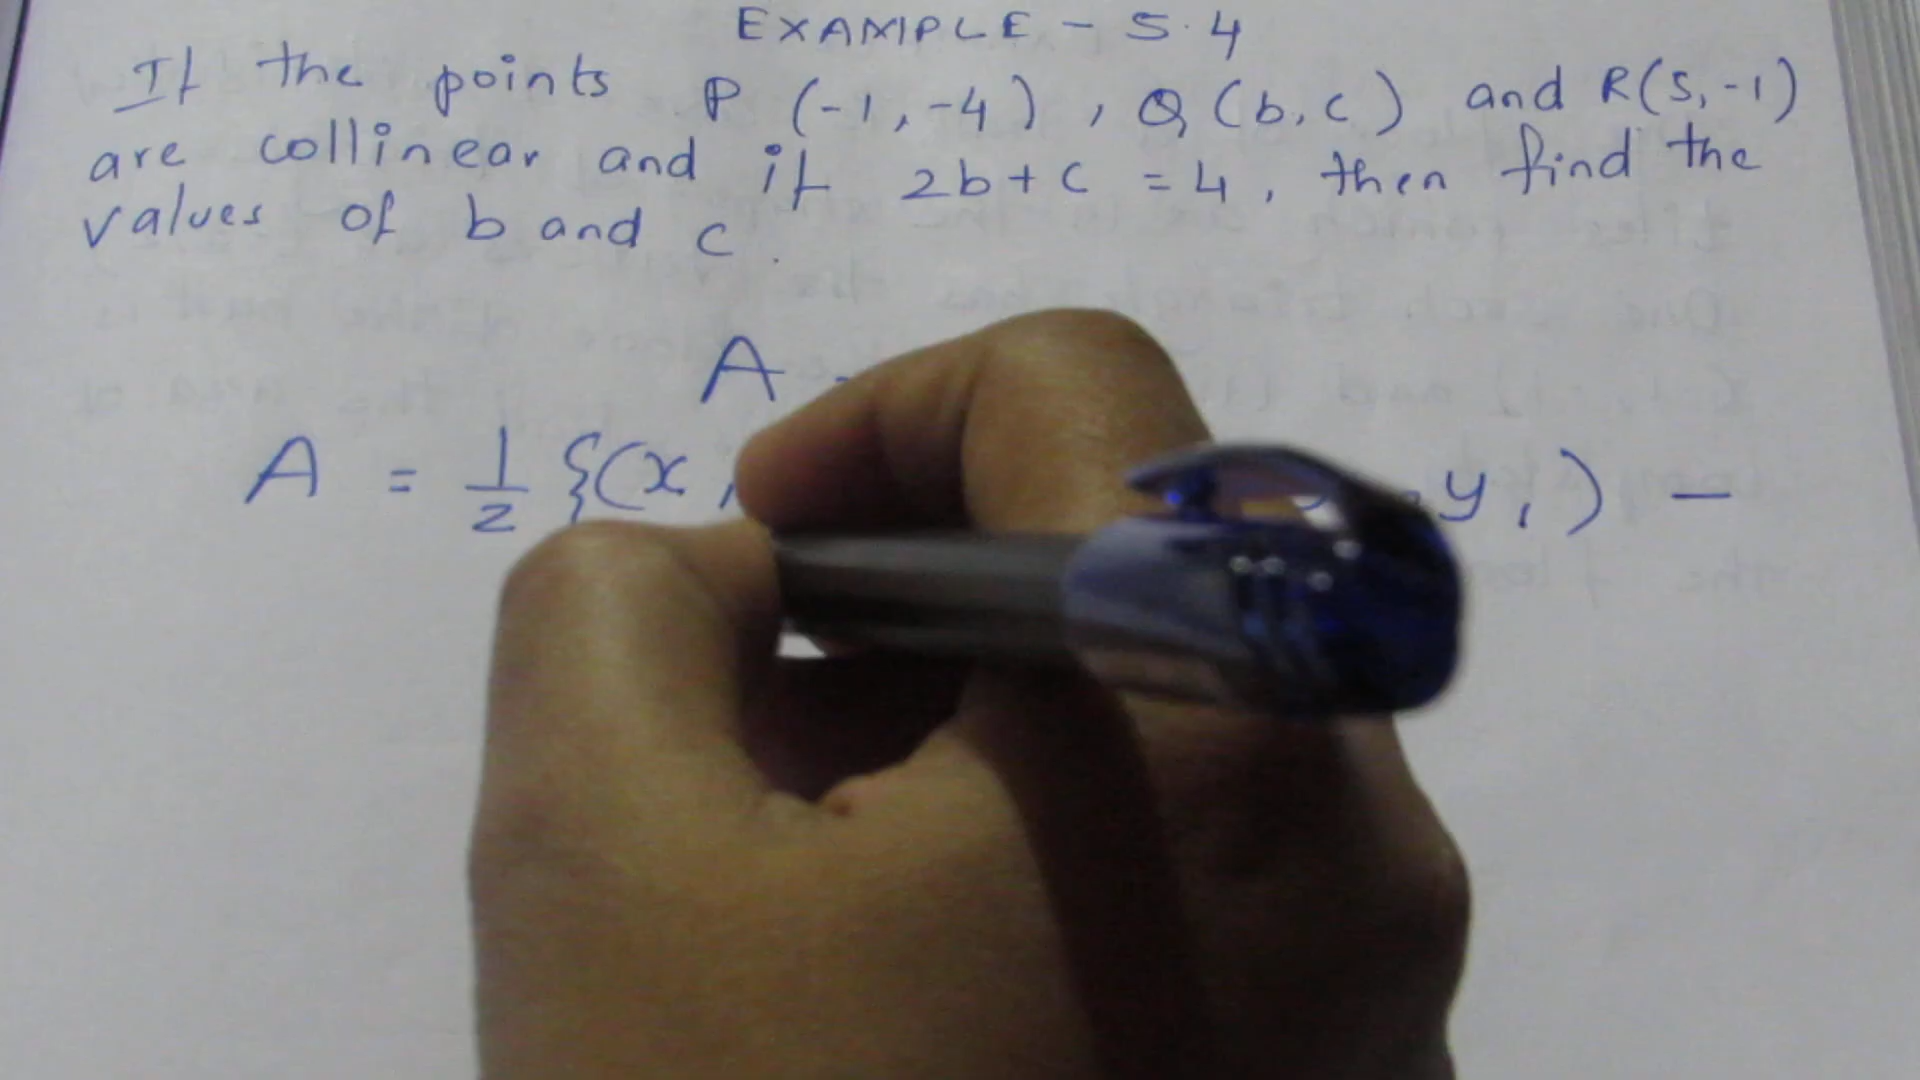 EXAMPLE - 5.4
If the points P (-1, -4), Q (b, c) and R(5, -1)
are collinear and if 2b + c = 4, then find the
values of b and c.
A
A = 1/2 {(x, y₁) -